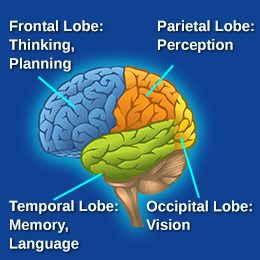 Frontal Lobe:
Thinking,
Planning
Parietal Lobe:
Perception
Temporal Lobe:
Memory,
Language
Occipital Lobe:
Vision